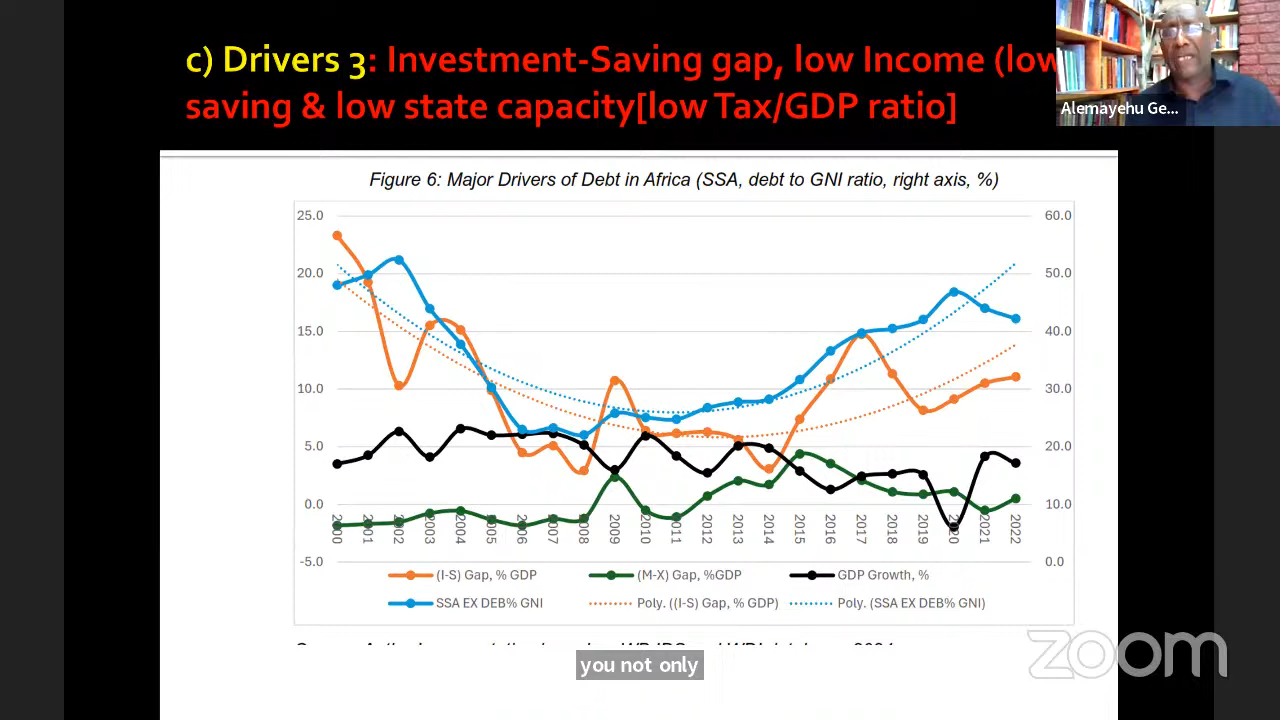 c) Drivers 3: Investment-Saving gap, low Income (low
saving & low state capacity[low Tax/GDP ratio]
Alemayehu Ge...
Figure 6: Major Drivers of Debt in Africa (SSA, debt to GNI ratio, right axis, %)
25.0
20.0
15.0
10.0
5.0
0.0
-5.0
60.0
50.0
40.0
30.0
20.0
10.0
0.0
2000 2001 2002 2003 2004 2005 2006 2007 2008 2009 2010 2011 2012 2013 2014 2015 2016 2017 2018 2019 2020 2021 2022
(I-S) Gap, % GDP (M-X) Gap, %GDP GDP Growth, %
SSA EX DEB% GNI Poly. ((I-S) Gap, % GDP) Poly. (SSA EX DEB% GNI)
you not only
zoom